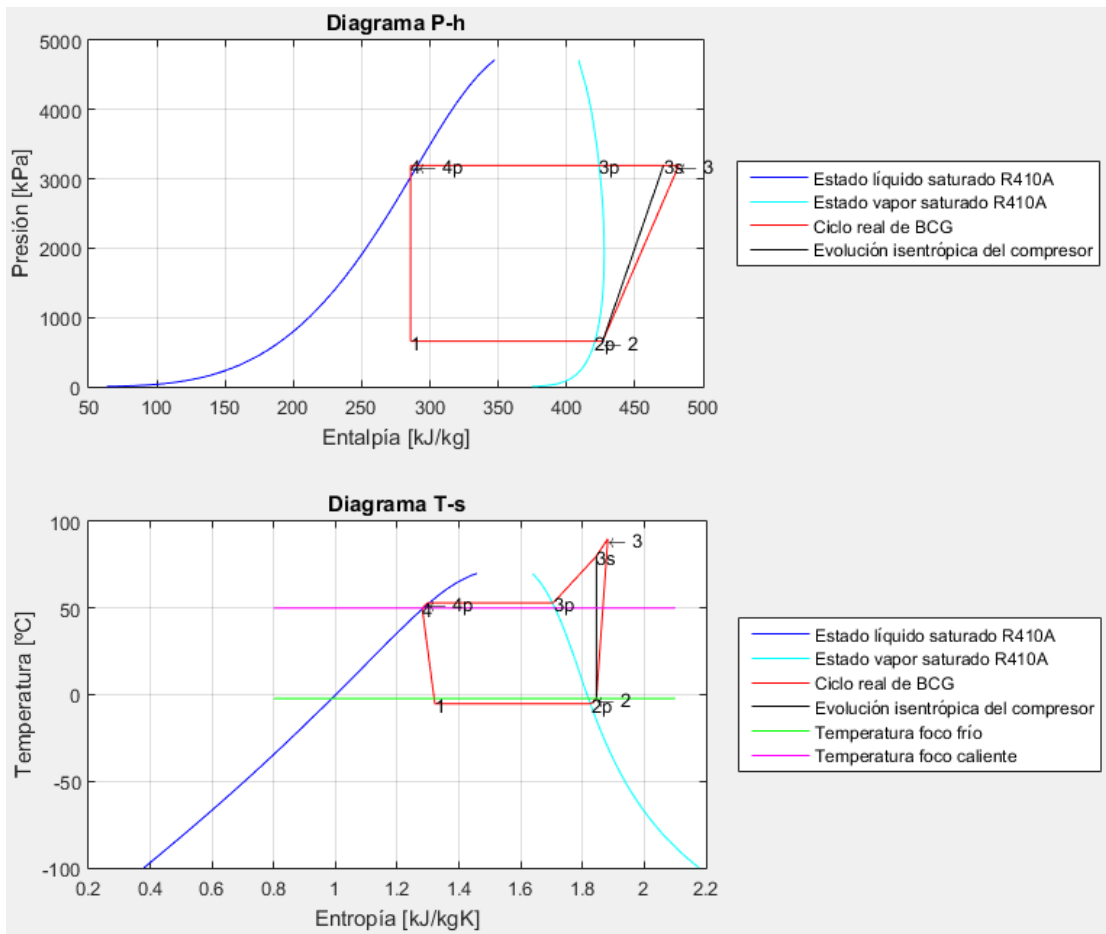 Diagrama P-h
5000
4000
3000
2000
1000
0
Presión [kPa]
4 ← 4p
3p
3s ← 3
1
2p ← 2
50 100 150 200 250 300 350 400 450 500
Entalpía [kJ/kg]
Estado líquido saturado R410A
Estado vapor saturado R410A
Ciclo real de BCG
Evolución isentrópica del compresor
Diagrama T-s
100
50
0
-50
-100
Temperatura [ºC]
← 3
3s
4 ← 4p
3p
1
2p ← 2
0.2 0.4 0.6 0.8 1 1.2 1.4 1.6 1.8 2 2.2
Entropía [kJ/kgK]
Estado líquido saturado R410A
Estado vapor saturado R410A
Ciclo real de BCG
Evolución isentrópica del compresor
Temperatura foco frío
Temperatura foco caliente